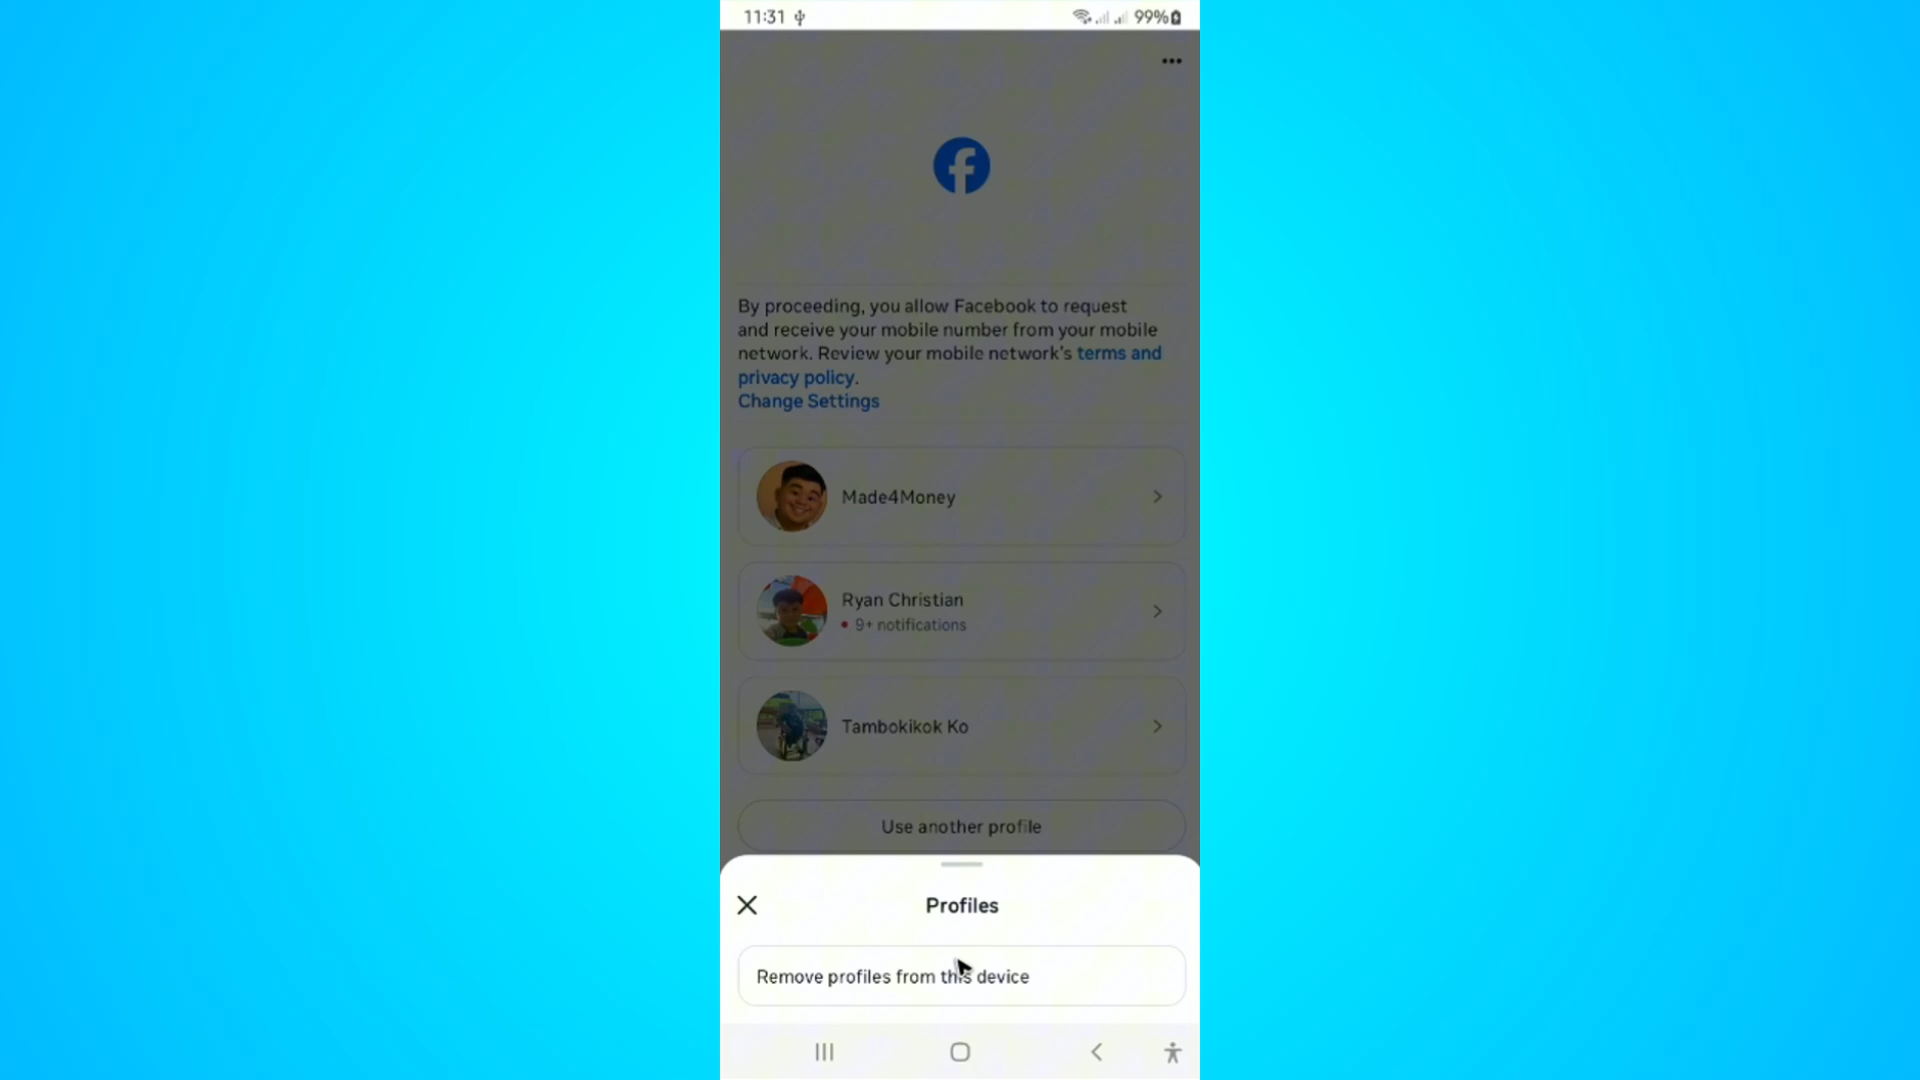 11:31
99%
By proceeding, you allow Facebook to request
and receive your mobile number from your mobile
network. Review your mobile network's terms and
privacy policy.
Change Settings
Made4Money
Ryan Christian
9+ notifications
Tambokikok Ko
Use another profile
Profiles
Remove profiles from this device